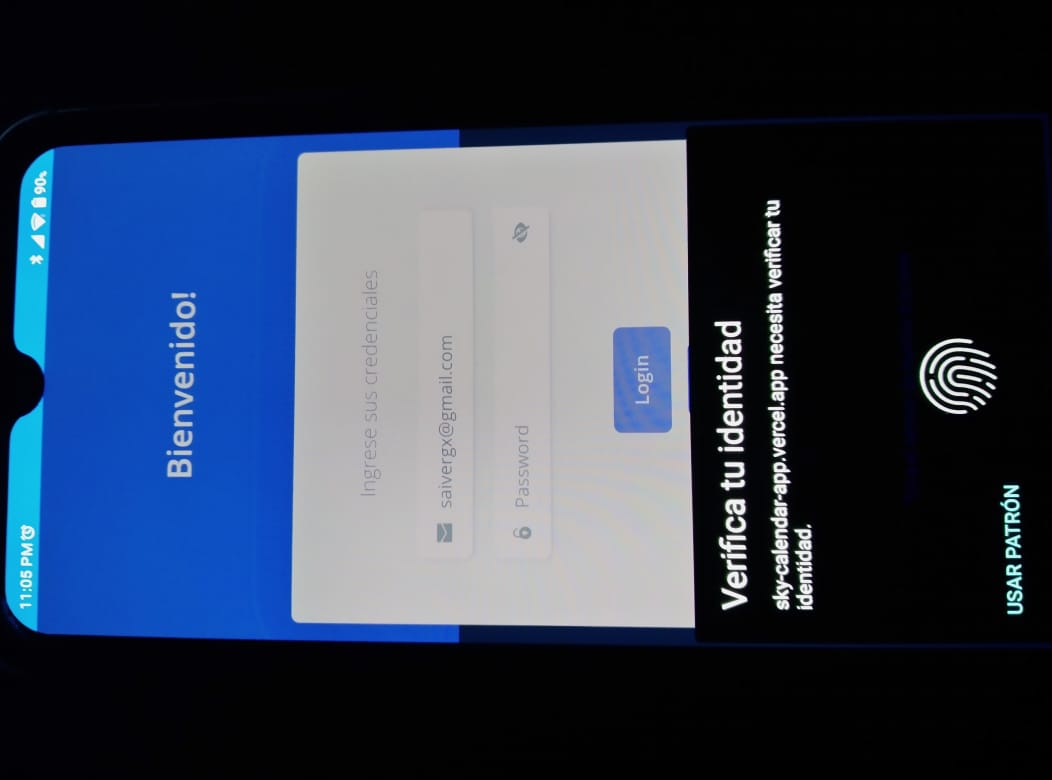 11:05 PM
90%
Bienvenido!
Ingrese sus credenciales
saivergx@gmail.com
Password
Login
Verifica tu identidad
sky-calendar-app.vercel.app necesita verificar tu
identidad.
USAR PATRÓN